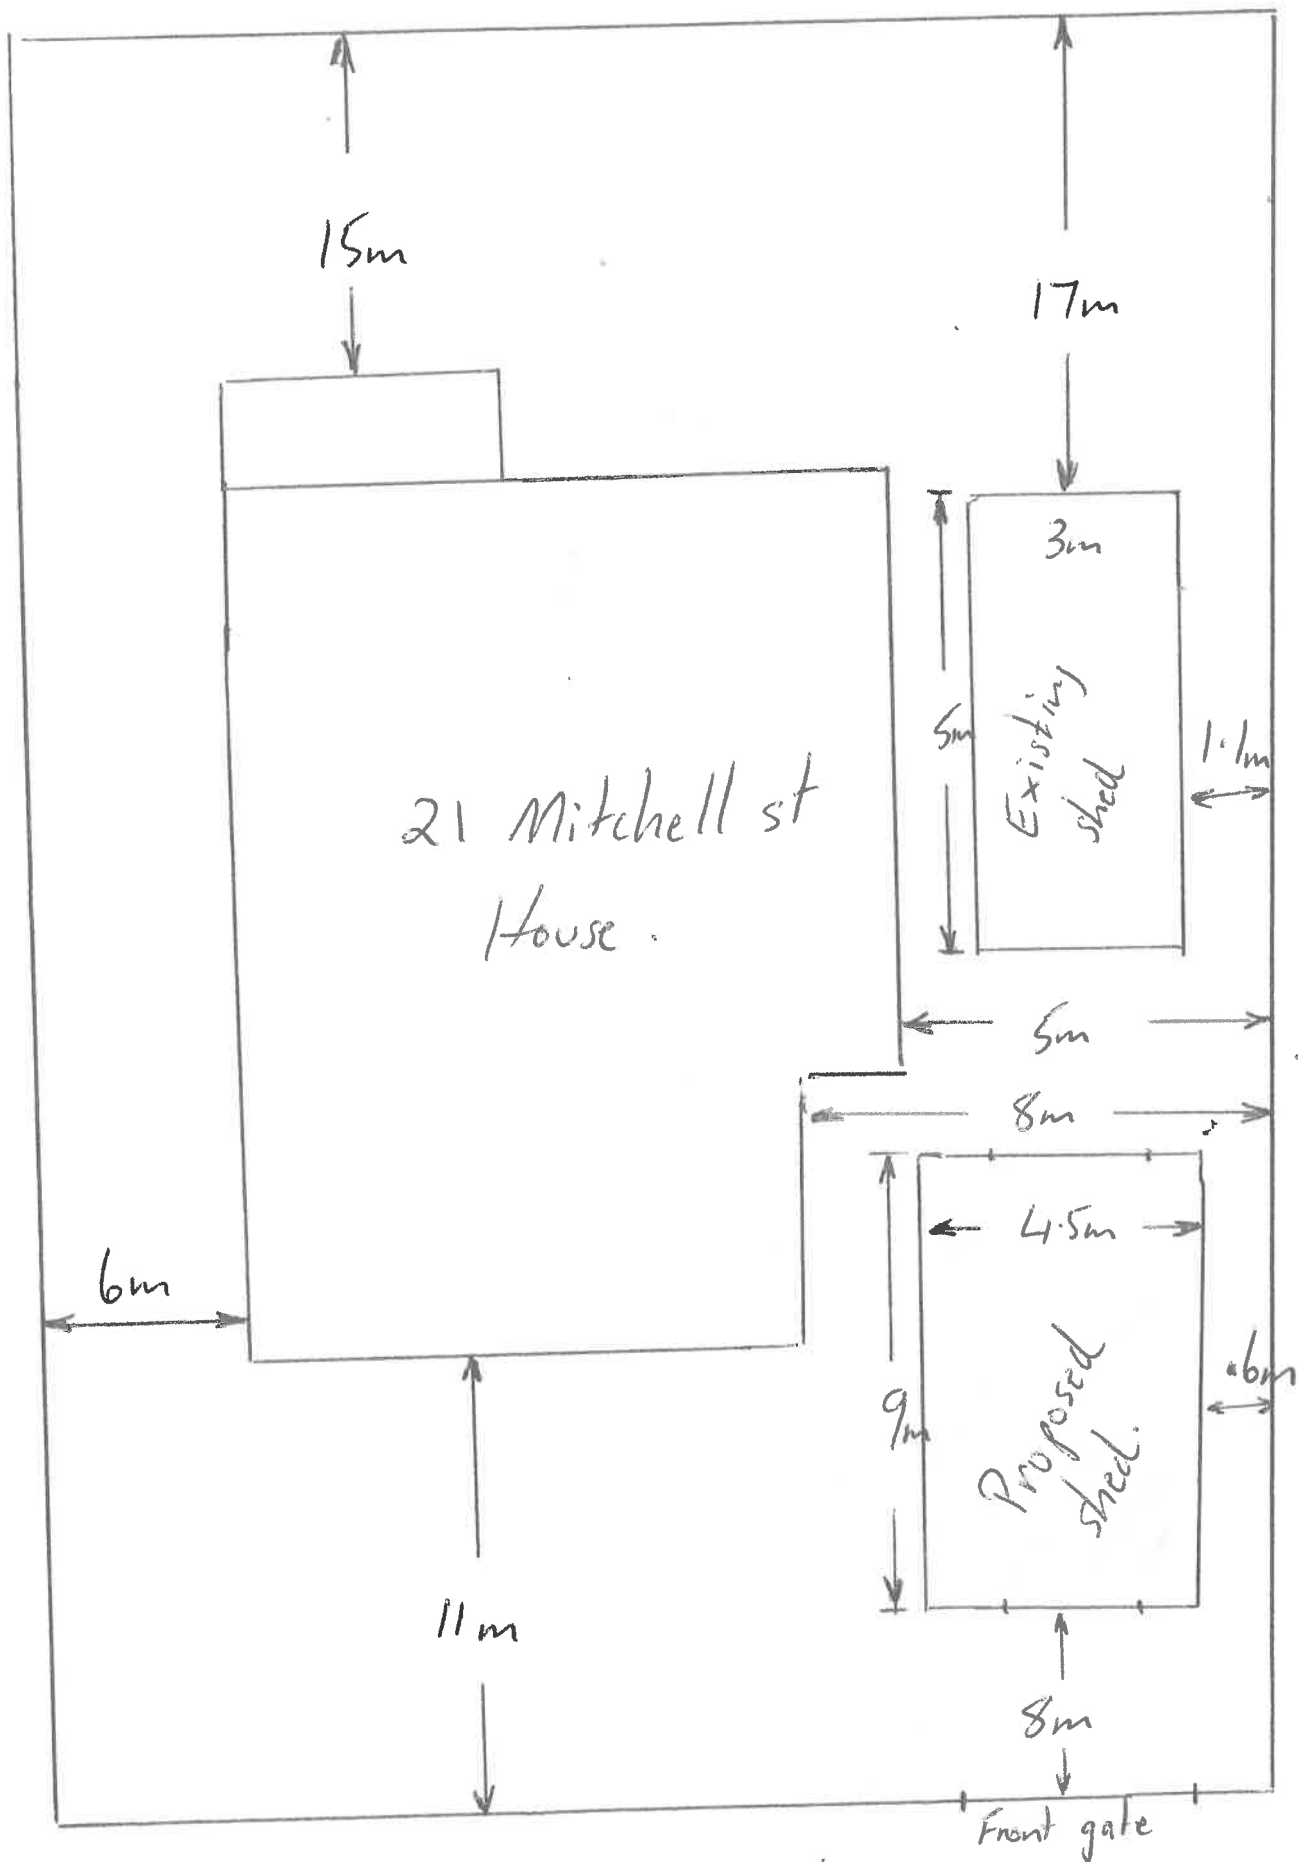 15m
17m
3m
5m
Existing
shed
1.1m
21 Mitchell st
House.
5m
8m
4.5m
6m
.6m
9m
Proposed
shed.
11m
8m
Front gate